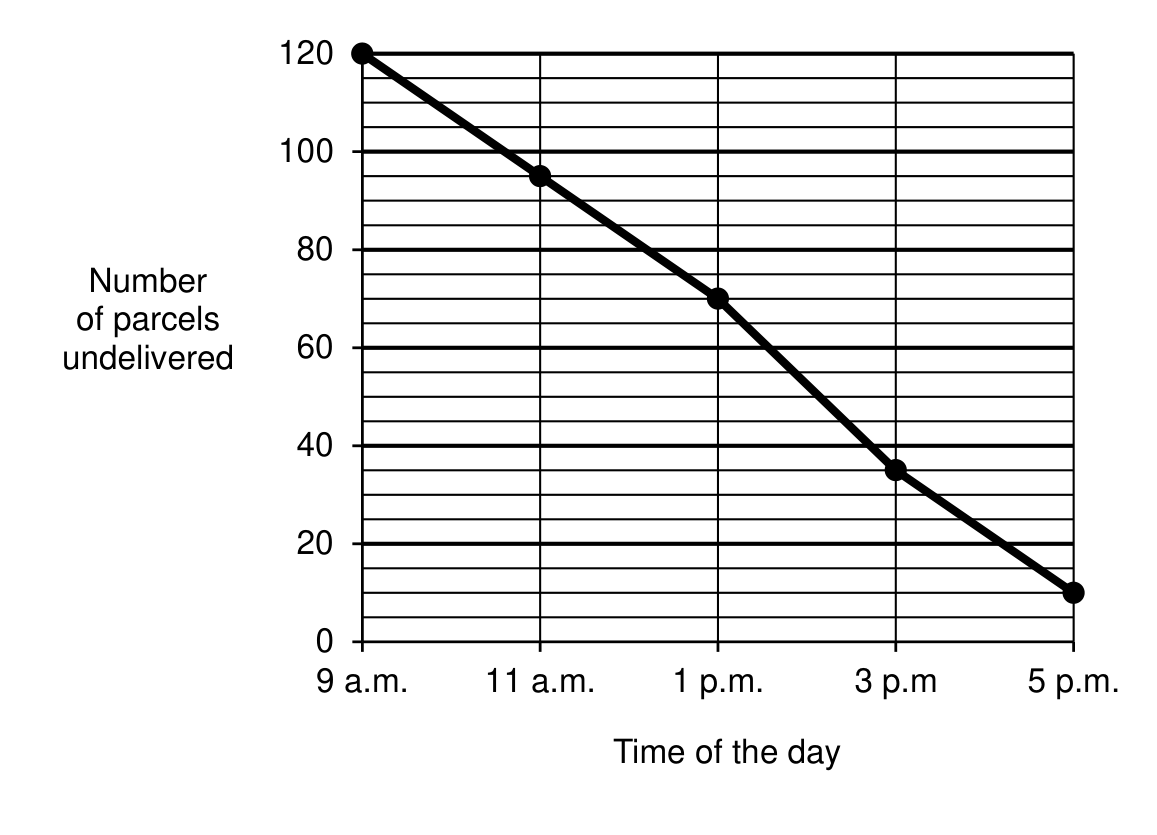 120
100
80
Number
of parcels
undelivered
60
40
20
0
9 a.m. 11 a.m. 1 p.m. 3 p.m 5 p.m.
Time of the day